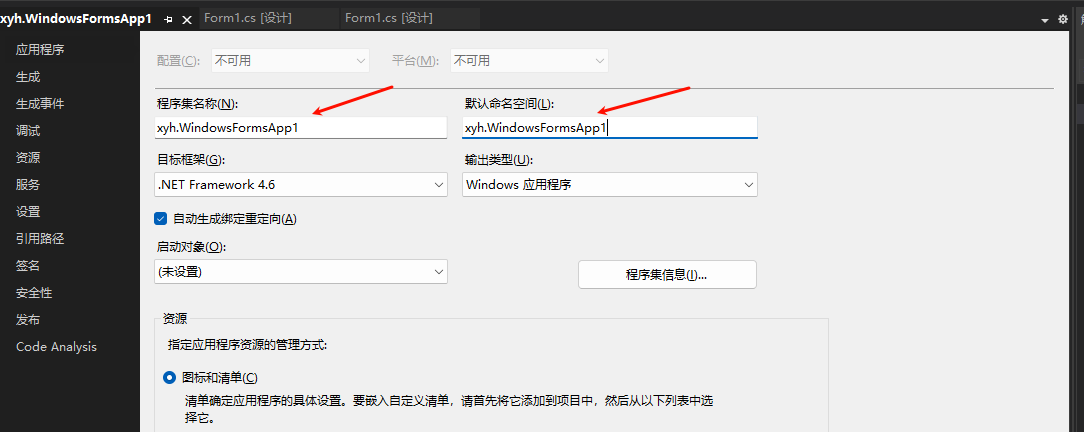 xyh.WindowsFormsApp1 Form1.cs [设计] Form1.cs [设计]
应用程序
生成
生成事件
调试
资源
服务
设置
引用路径
签名
安全性
发布
Code Analysis
配置(C): 不可用 平台(M): 不可用
程序集名称(N): 默认命名空间(L):
xyh.WindowsFormsApp1 xyh.WindowsFormsApp1
目标框架(G): 输出类型(U):
.NET Framework 4.6 Windows 应用程序
自动生成绑定重定向(A)
启动对象(O):
(未设置) 程序集信息(I)...
资源
指定应用程序资源的管理方式:
图标和清单(C)
清单确定应用程序的具体设置。要嵌入自定义清单，请首先将它添加到项目中，然后从以下列表中选
择它。